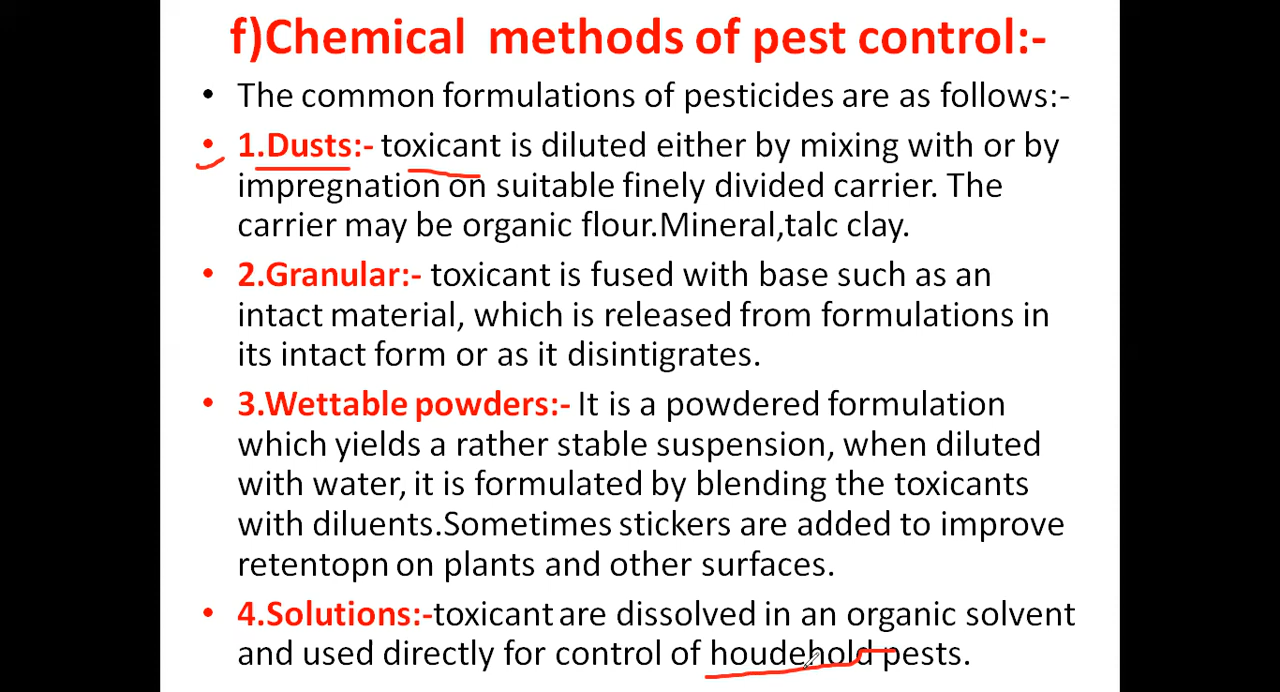 f)Chemical methods of pest control:-
• The common formulations of pesticides are as follows:-
• 1.Dusts:- toxicant is diluted either by mixing with or by
impregnation on suitable finely divided carrier. The
carrier may be organic flour.Mineral,talc clay.
• 2.Granular:- toxicant is fused with base such as an
intact material, which is released from formulations in
its intact form or as it disintigrates.
• 3.Wettable powders:- It is a powdered formulation
which yields a rather stable suspension, when diluted
with water, it is formulated by blending the toxicants
with diluents.Sometimes stickers are added to improve
retentopn on plants and other surfaces.
• 4.Solutions:-toxicant are dissolved in an organic solvent
and used directly for control of houdehold pests.